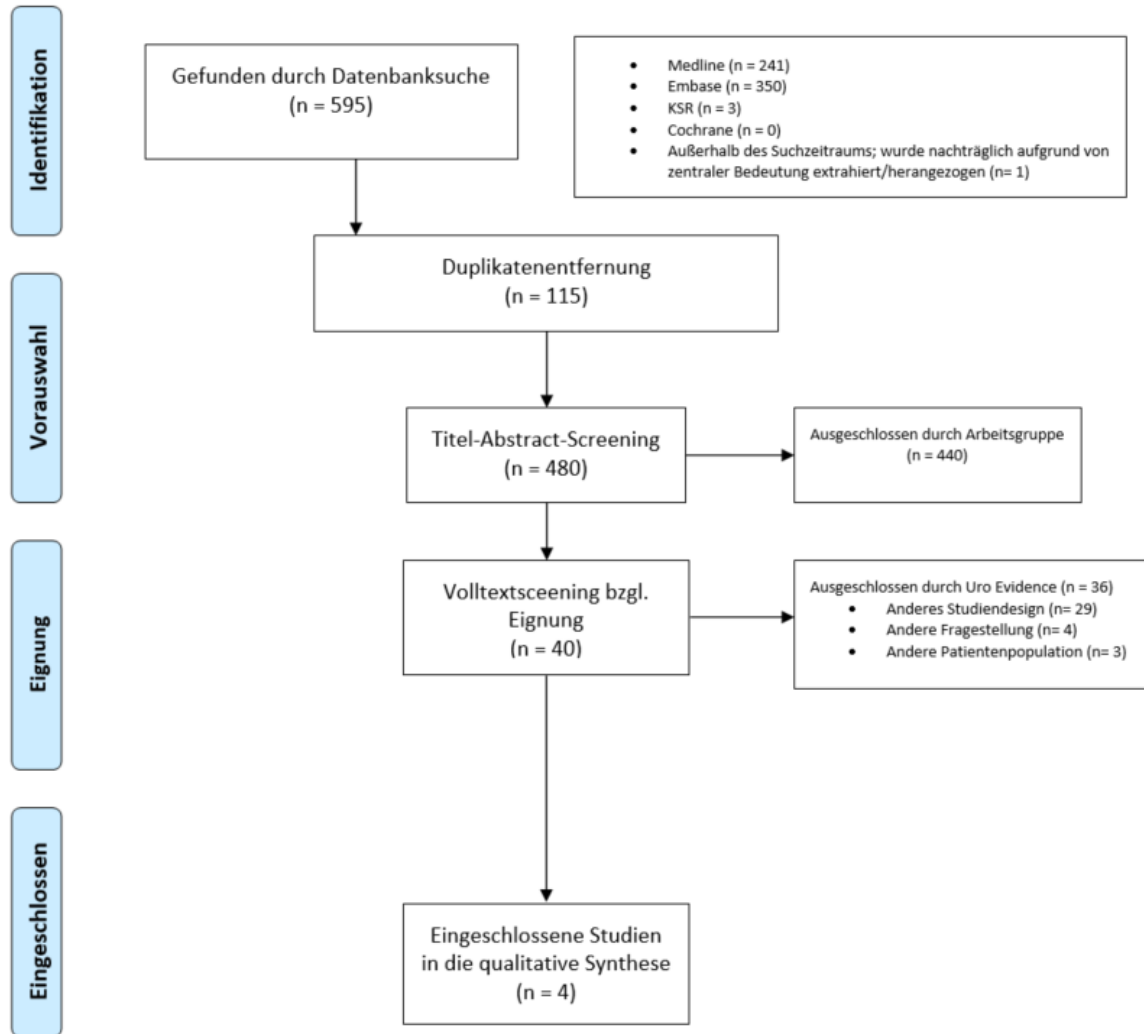 Identifikation
Gefunden durch Datenbanksuche
(n = 595)
• Medline (n = 241)
• Embase (n = 350)
• KSR (n = 3)
• Cochrane (n = 0)
• Außerhalb des Suchzeitraums; wurde nachträglich aufgrund von
zentraler Bedeutung extrahiert/herangezogen (n= 1)
Duplikatenentfernung
(n = 115)
Vorauswahl
Titel-Abstract-Screening
(n = 480)
Ausgeschlossen durch Arbeitsgruppe
(n = 440)
Eignung
Volltextsceening bzgl.
Eignung
(n = 40)
Ausgeschlossen durch Uro Evidence (n = 36)
• Anderes Studiendesign (n= 29)
• Andere Fragestellung (n= 4)
• Andere Patientenpopulation (n= 3)
Eingeschlossen
Eingeschlossene Studien
in die qualitative Synthese
(n = 4)